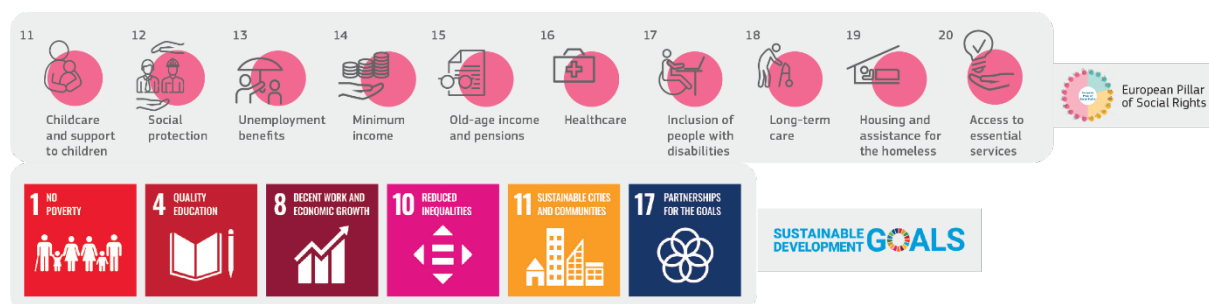 11
12
13
14
15
16
17
18
19
20
Childcare
and support
to children
Social
protection
Unemployment
benefits
Minimum
income
Old-age income
and pensions
Healthcare
Inclusion of
people with
disabilities
Long-term
care
Housing and
assistance for
the homeless
Access to
essential
services
European Pillar
of Social Rights
1 NO
POVERTY
4 QUALITY
EDUCATION
8 DECENT WORK AND
ECONOMIC GROWTH
10 REDUCED
INEQUALITIES
11 SUSTAINABLE CITIES
AND COMMUNITIES
17 PARTNERSHIPS
FOR THE GOALS
SUSTAINABLE
DEVELOPMENT GOALS